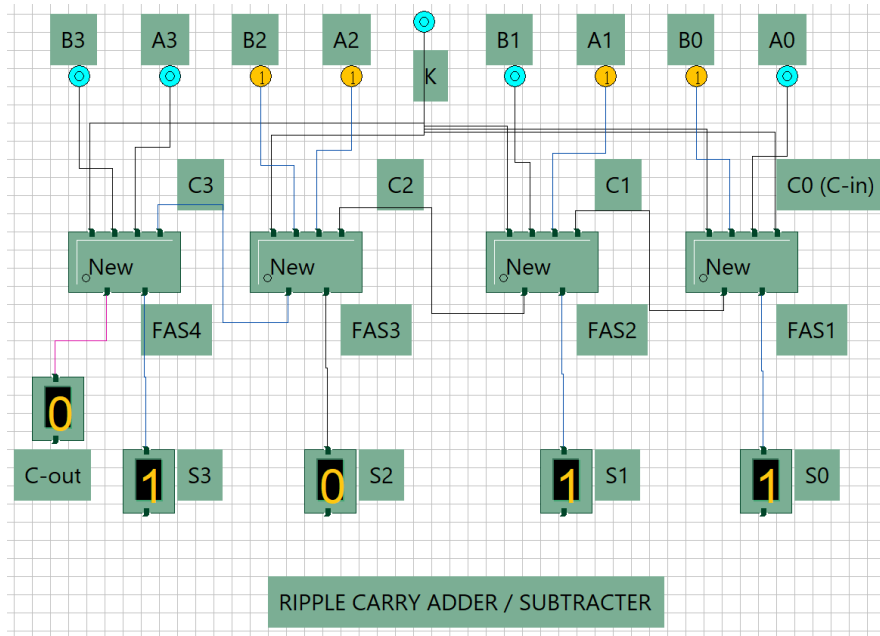 B3 A3 B2 A2 B1 A1 B0 A0
1 1 K 1 1
C3 C2 C1 C0 (C-in)
New New New New
FAS4 FAS3 FAS2 FAS1
0
C-out 1 S3 0 S2 1 S1 1 S0
RIPPLE CARRY ADDER / SUBTRACTER